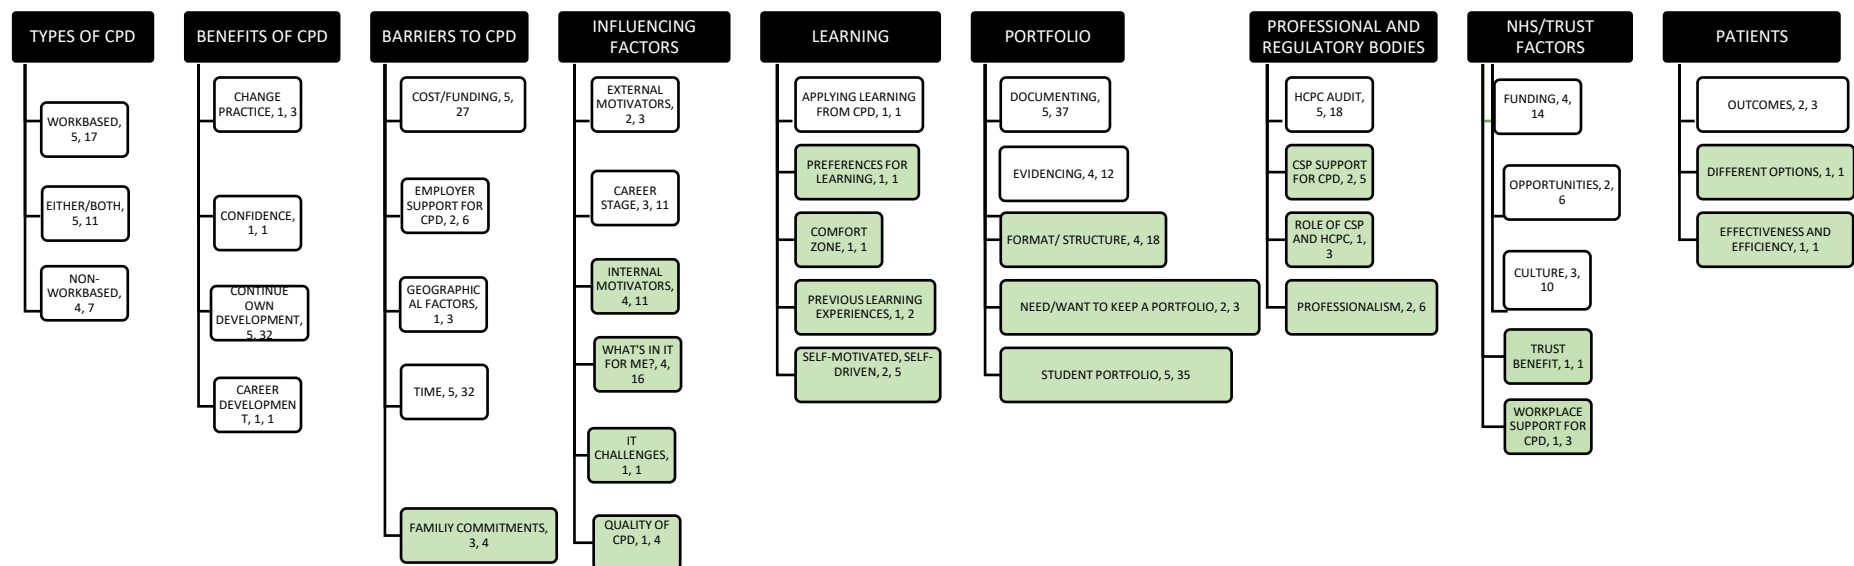 TYPES OF CPD
WORKBASED,
5, 17
EITHER/BOTH,
5, 11
NON-
WORKBASED,
4, 7
BENEFITS OF CPD
CHANGE
PRACTICE, 1, 3
CONFIDENCE,
1, 1
CONTINUE
OWN
DEVELOPMENT,
5, 32
CAREER
DEVELOPMEN
T, 1, 1
BARRIERS TO CPD
COST/FUNDING, 5,
27
EMPLOYER
SUPPORT FOR
CPD, 2, 6
GEOGRAPHIC
AL FACTORS,
1, 3
TIME, 5, 32
FAMILIY COMMITMENTS,
3, 4
INFLUENCING
FACTORS
EXTERNAL
MOTIVATORS,
2, 3
CAREER
STAGE, 3, 11
INTERNAL
MOTIVATORS,
4, 11
WHAT'S IN IT
FOR ME?, 4,
16
IT
CHALLENGES,
1, 1
QUALITY OF
CPD, 1, 4
LEARNING
APPLYING LEARNING
FROM CPD, 1, 1
PREFERENCES FOR
LEARNING, 1, 1
COMFORT
ZONE, 1, 1
PREVIOUS LEARNING
EXPERIENCES, 1, 2
SELF-MOTIVATED, SELF-
DRIVEN, 2, 5
PORTFOLIO
DOCUMENTING,
5, 37
EVIDENCING, 4, 12
FORMAT/ STRUCTURE, 4, 18
NEED/WANT TO KEEP A PORTFOLIO, 2, 3
STUDENT PORTFOLIO, 5, 35
PROFESSIONAL AND
REGULATORY BODIES
HCPC AUDIT,
5, 18
CSP SUPPORT
FOR CPD, 2, 5
ROLE OF CSP
AND HCPC, 1,
3
PROFESSIONALISM, 2, 6
NHS/TRUST
FACTORS
FUNDING, 4,
14
OPPORTUNITIES, 2,
6
CULTURE, 3,
10
TRUST
BENEFIT, 1, 1
WORKPLACE
SUPPORT FOR
CPD, 1, 3
PATIENTS
OUTCOMES, 2, 3
DIFFERENT OPTIONS, 1, 1
EFFECTIVENESS AND
EFFICIENCY, 1, 1